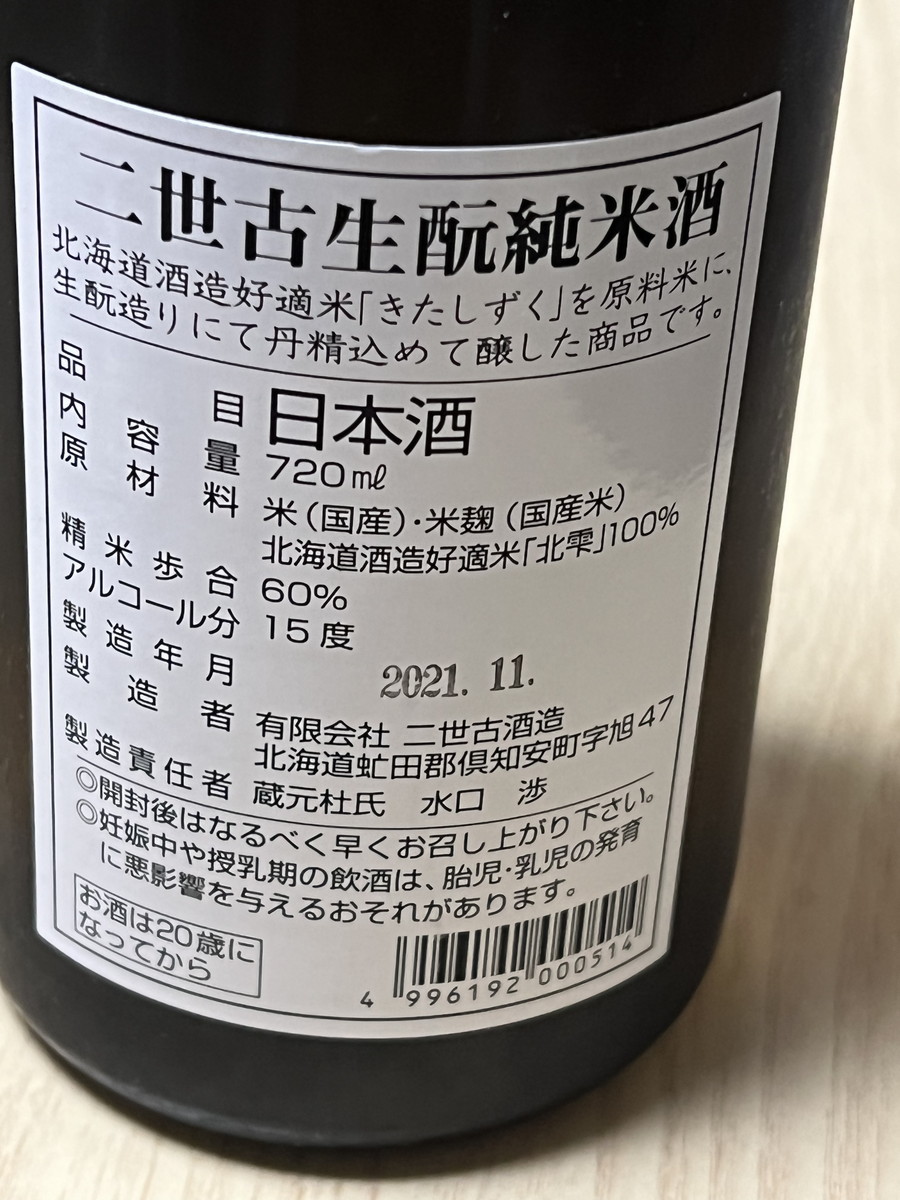 二世古生酛純米酒
北海道酒造好適米「きたしずく」を原料米に、
生酛造りにて丹精込めて醸した商品です。
品目 日本酒
内容量 720ml
原材料 米(国産)・米麹(国産米)
北海道酒造好適米「北雫」100%
精米歩合 60%
アルコール分 15度
製造年月 2021. 11.
製造者 有限会社 二世古酒造
北海道虻田郡倶知安町字旭47
製造責任者 蔵元杜氏 水口 渉
◎開封後はなるべく早くお召し上がり下さい。
◎妊娠中や授乳期の飲酒は、胎児・乳児の発育
に悪影響を与えるおそれがあります。
お酒は20歳に
なってから
4 996192 000514